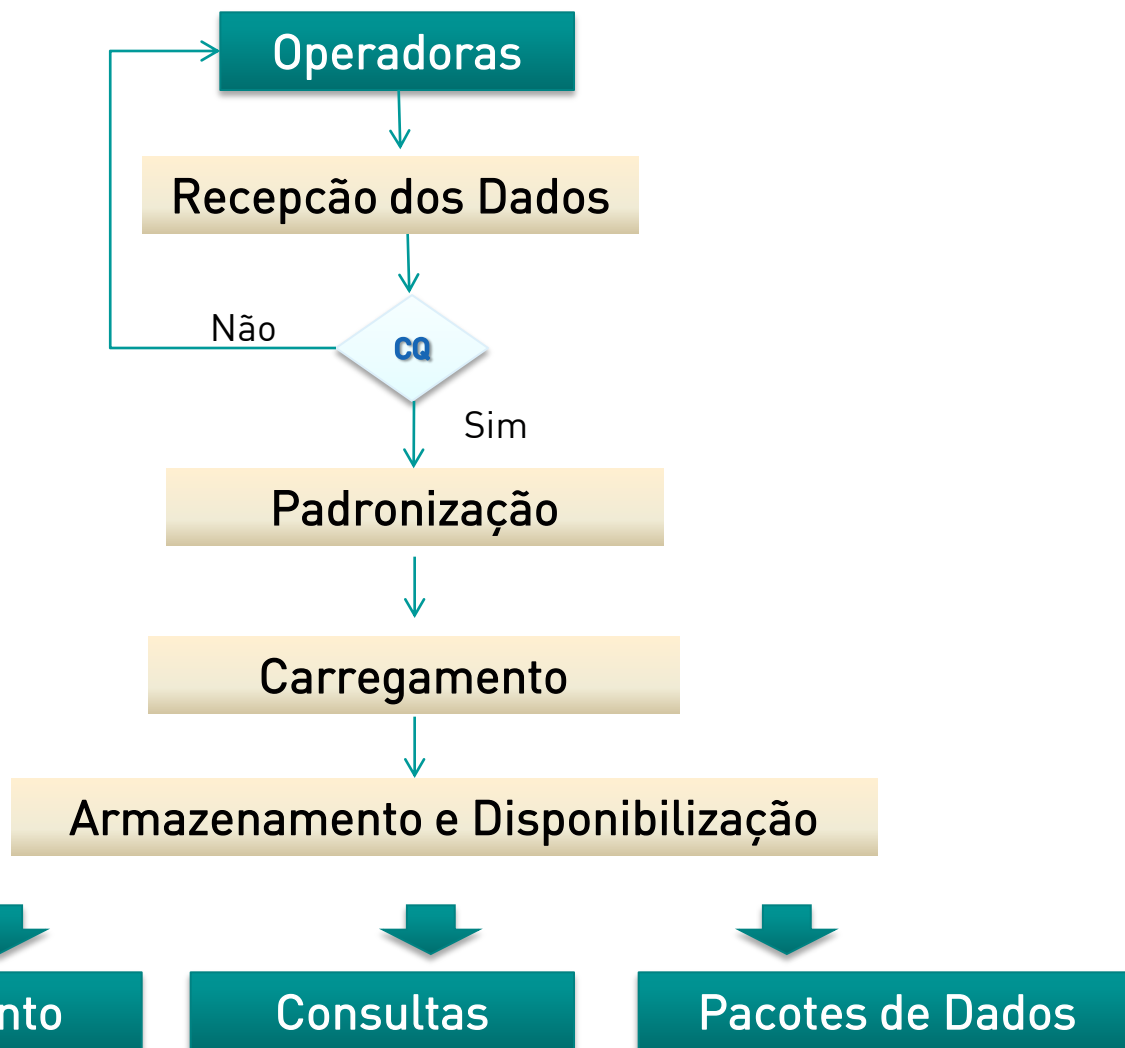 Operadoras
Recepcão dos Dados
Não
CQ
Sim
Padronização
Carregamento
Armazenamento e Disponibilização
nto
Consultas
Pacotes de Dados